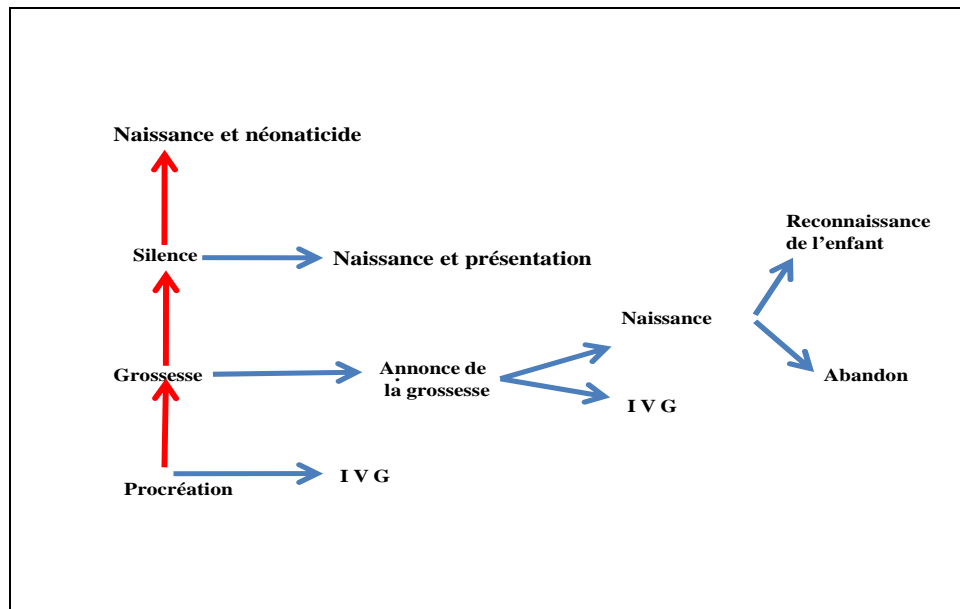 Naissance et néonaticide
Reconnaissance
de l'enfant
Silence
Naissance et présentation
Naissance
Grossesse
Annonce de
la grossesse
Abandon
I V G
I V G
Procréation